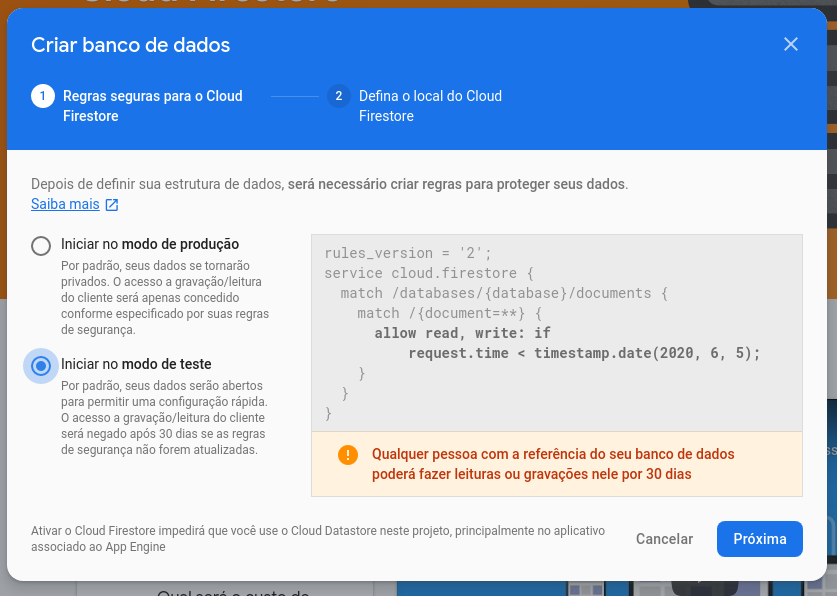 Cloud Firestore
Criar banco de dados
1
Regras seguras para o Cloud
Firestore
2
Defina o local do Cloud
Firestore
Depois de definir sua estrutura de dados, será necessário criar regras para proteger seus dados.
Saiba mais
Iniciar no modo de produção
Por padrão, seus dados se tornarão
privados. O acesso a gravação/leitura
do cliente será apenas concedido
conforme especificado por suas regras
de segurança.
Iniciar no modo de teste
Por padrão, seus dados serão abertos
para permitir uma configuração rápida.
O acesso a gravação/leitura do cliente
será negado após 30 dias se as regras
de segurança não forem atualizadas.
rules_version = '2';
service cloud.firestore {
match /databases/{database}/documents {
match /{document=**} {
allow read, write: if
request.time < timestamp.date(2020, 6, 5);
}
}
}
!
Qualquer pessoa com a referência do seu banco de dados
poderá fazer leituras ou gravações nele por 30 dias
Ativar o Cloud Firestore impedirá que você use o Cloud Datastore neste projeto, principalmente no aplicativo
associado ao App Engine
Cancelar
Próxima
Qual será o custo do